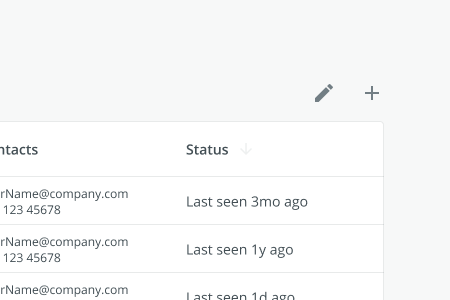 ntacts
Status
rName@company.com
123 45678
Last seen 3mo ago
rName@company.com
123 45678
Last seen 1y ago
rName@company.com
Last seen 1d ago